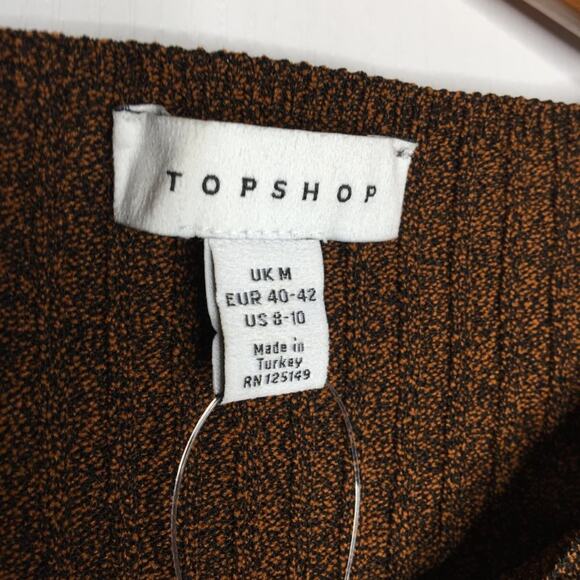 TOPSHOP
UK M
EUR 40-42
US 8-10
Made in
Turkey
RN 125149